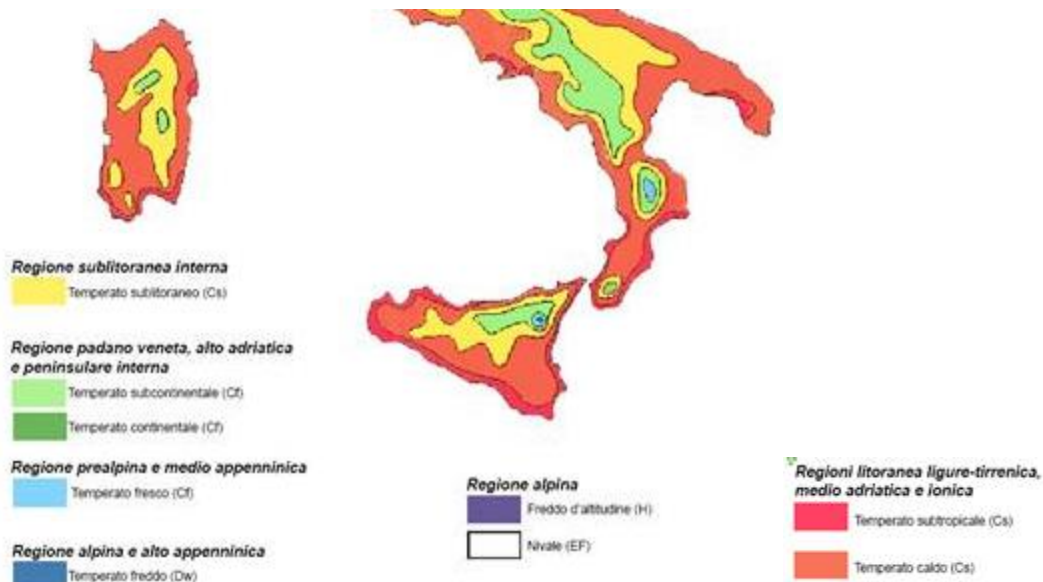 Regione sublitoranea interna
Temperato sublitoraneo (Cs)
Regione padano veneta, alto adriatica
e peninsulare interna
Temperato subcontinentale (Cf)
Temperato continentale (Cf)
Regione prealpina e medio appenninica
Temperato fresco (Cf)
Regione alpina e alto appenninica
Temperato freddo (Dw)
Regione alpina
Freddo d'altitudine (H)
Nivale (EF)
Regioni litoranea ligure-tirrenica,
medio adriatica e ionica
Temperato subtropicale (Cs)
Temperato caldo (Cs)